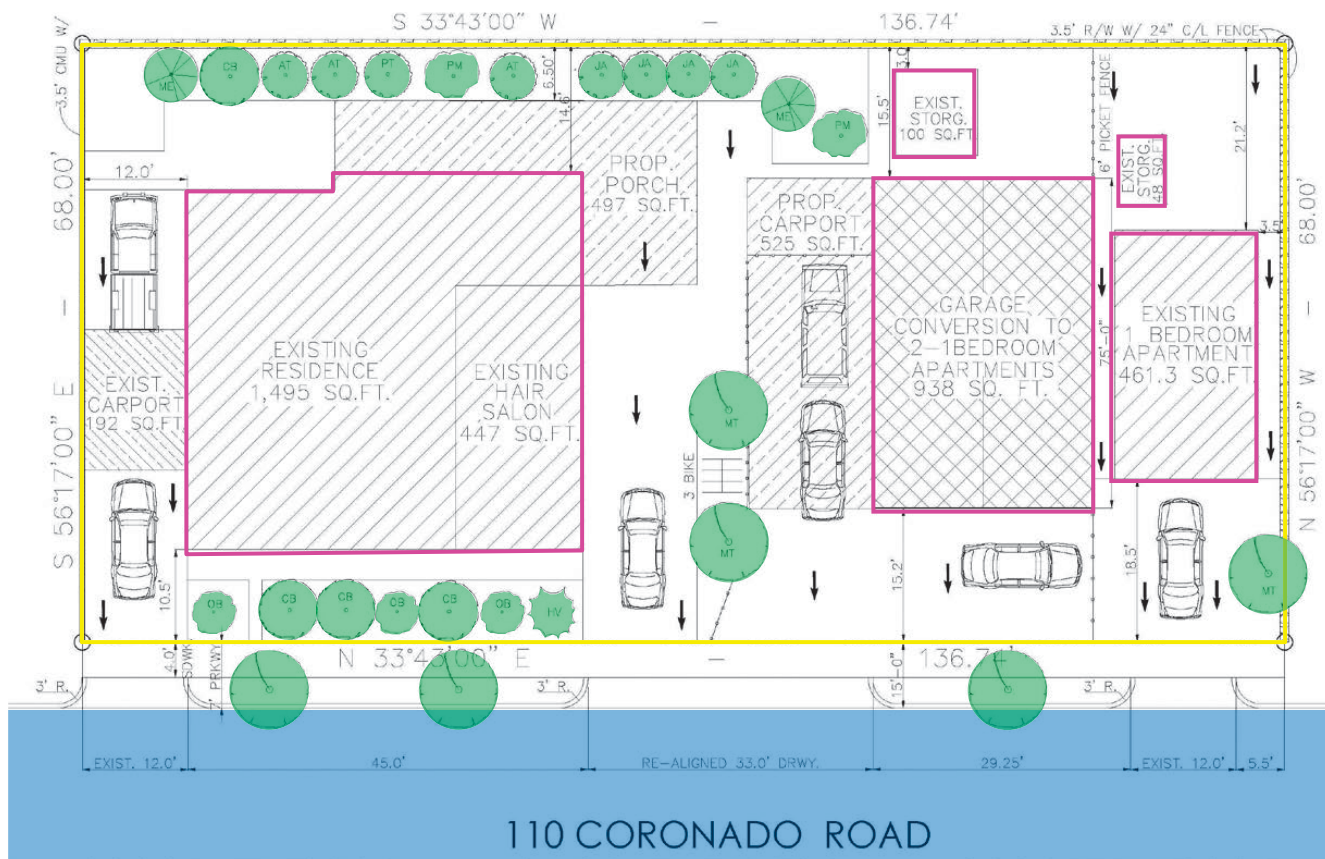 S 33°43'00" W - 136.74'
3.5' R/W W/ 24" C/L FENCE
3.5' CMU W/
ME
CB
AT
AT
PT
PM
AT
JA
JA
JA
JA
ME
PM
6.50'
14.6'
15.5'
3.0'
EXIST.
STORG.
100 SQ.FT.
6' PICKET FENCE
EXIST.
STORG.
48 SQ.FT.
21.2'
68.00'
68.00'
12.0'
PROP.
PORCH
497 SQ.FT.
PROP.
CARPORT
525 SQ.FT.
EXISTING
RESIDENCE
1,495 SQ.FT.
EXISTING
HAIR
SALON
447 SQ.FT.
EXIST.
CARPORT
192 SQ.FT.
GARAGE
CONVERSION TO
2-1BEDROOM
APARTMENTS
938 SQ. FT.
75'-0"
EXISTING
1 BEDROOM
APARTMENT
461.3 SQ.FT.
S 56°17'00" E -
N 56°17'00" W -
MT
3 BIKE
MT
MT
10.5'
15.2'
18.5'
OB
CB
CB
CB
CB
OB
HV
4.0'
SDWK
7' PRKWY
N 33°43'00" E - 136.74'
15'-0"
3' R.
3' R.
3' R.
EXIST. 12.0'
45.0'
RE-ALIGNED 33.0' DRWY.
29.25'
EXIST. 12.0'
5.5'
110 CORONADO ROAD